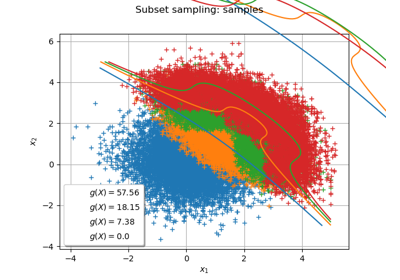 Subset sampling: samples
6
4
2
0
−2
−4
x₂
g(X) = 57.56
g(X) = 18.15
g(X) = 7.38
g(X) = 0.0
−4 −2 0 2 4
x₁